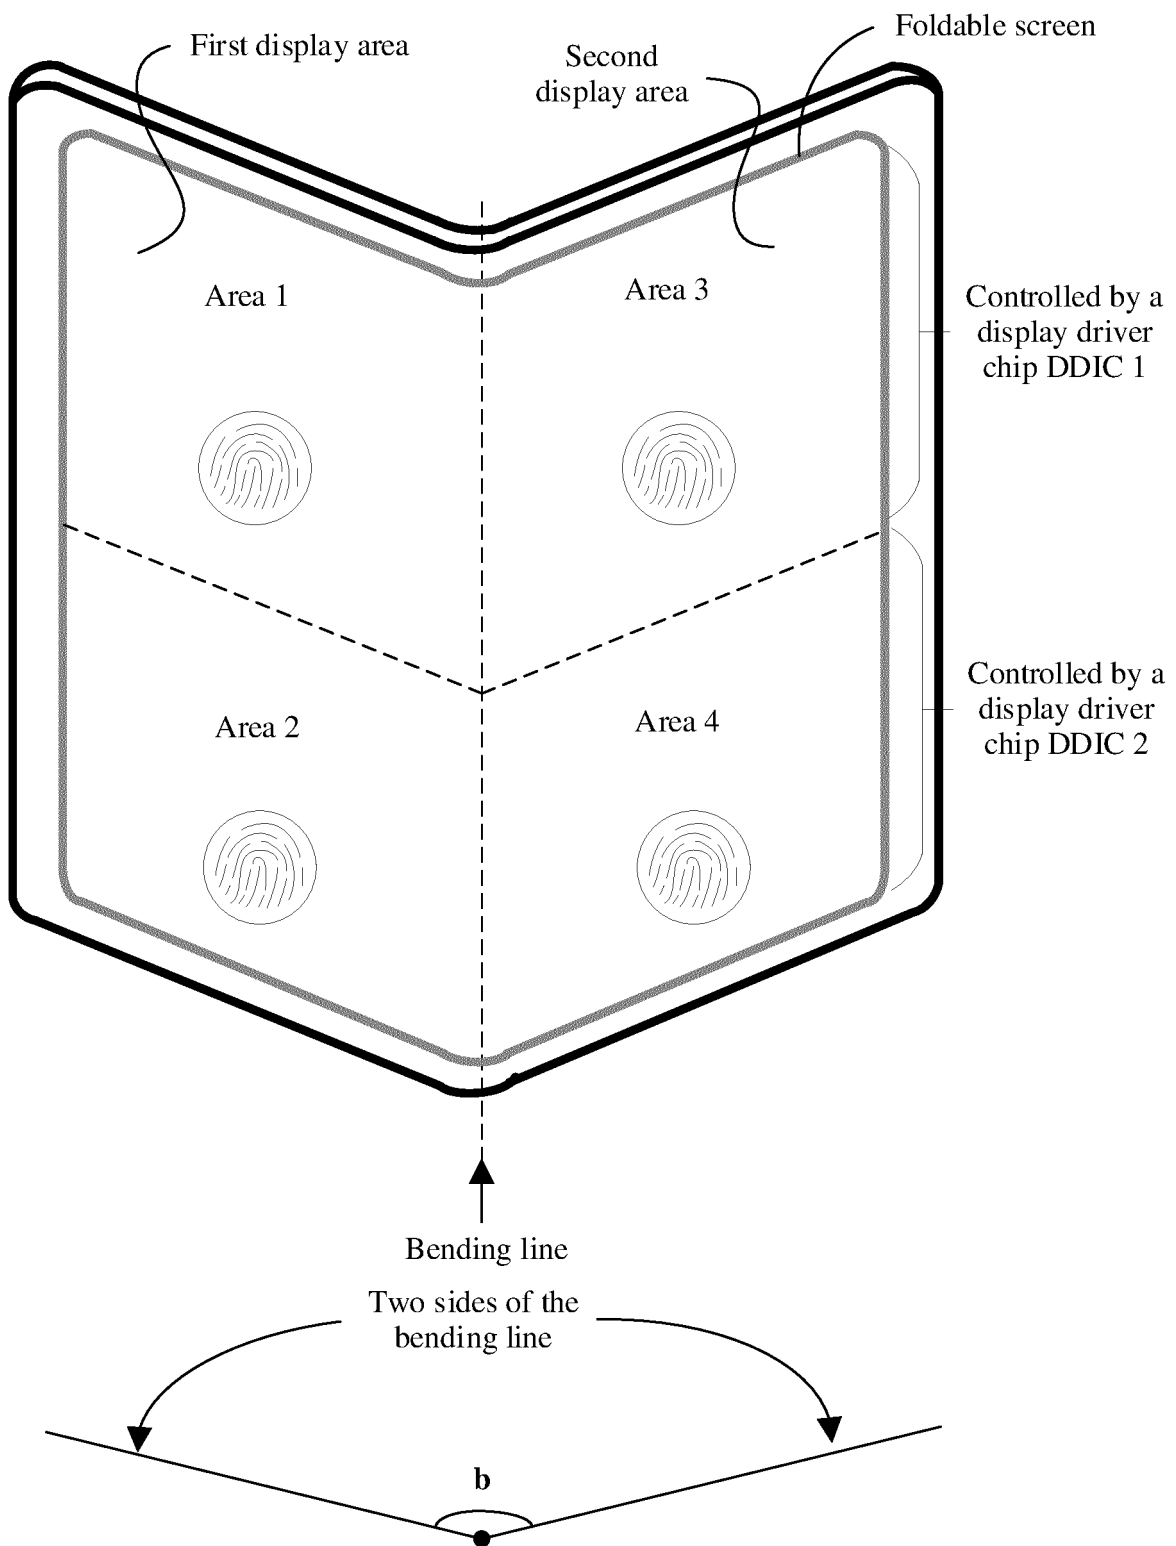 First display area
Second
display area
Foldable screen
Area 1
Area 3
Controlled by a
display driver
chip DDIC 1
Area 2
Area 4
Controlled by a
display driver
chip DDIC 2
Bending line
Two sides of the
bending line
b